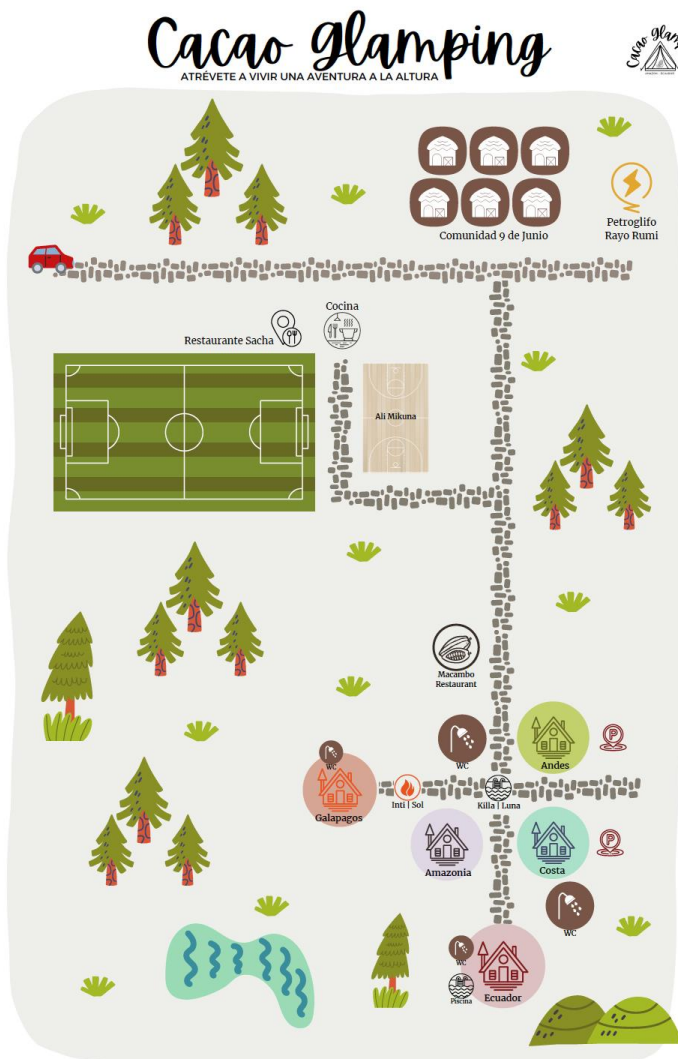 Cacao Glamping
ATRÉVETE A VIVIR UNA AVENTURA A LA ALTURA
Comunidad 9 de Junio
Petroglifo
Rayo Rumi
Cocina
Restaurante Sacha
Ali Mikuna
Macambo
Restaurant
WC
Andes
P
WC
Galapagos
Inti | Sol
Killa | Luna
Amazonia
Costa
P
WC
WC
Piscina
Ecuador